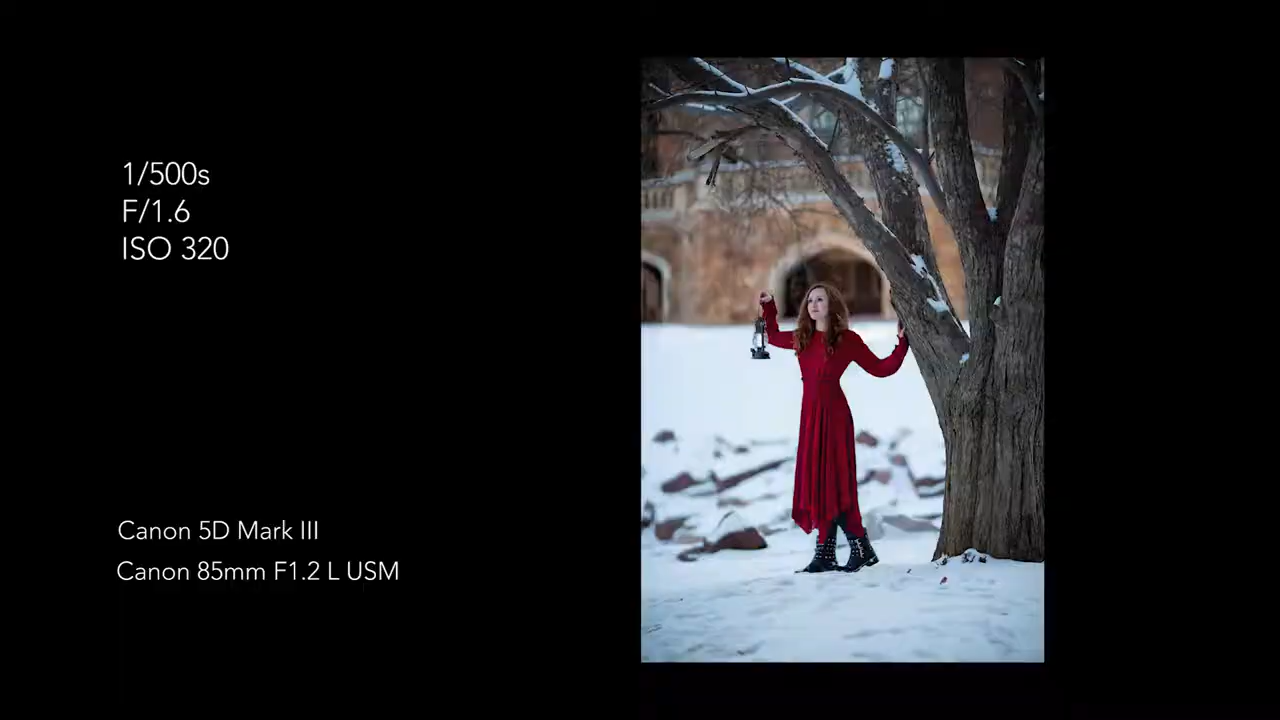 1/500s
F/1.6
ISO 320
Canon 5D Mark III
Canon 85mm F1.2 L USM